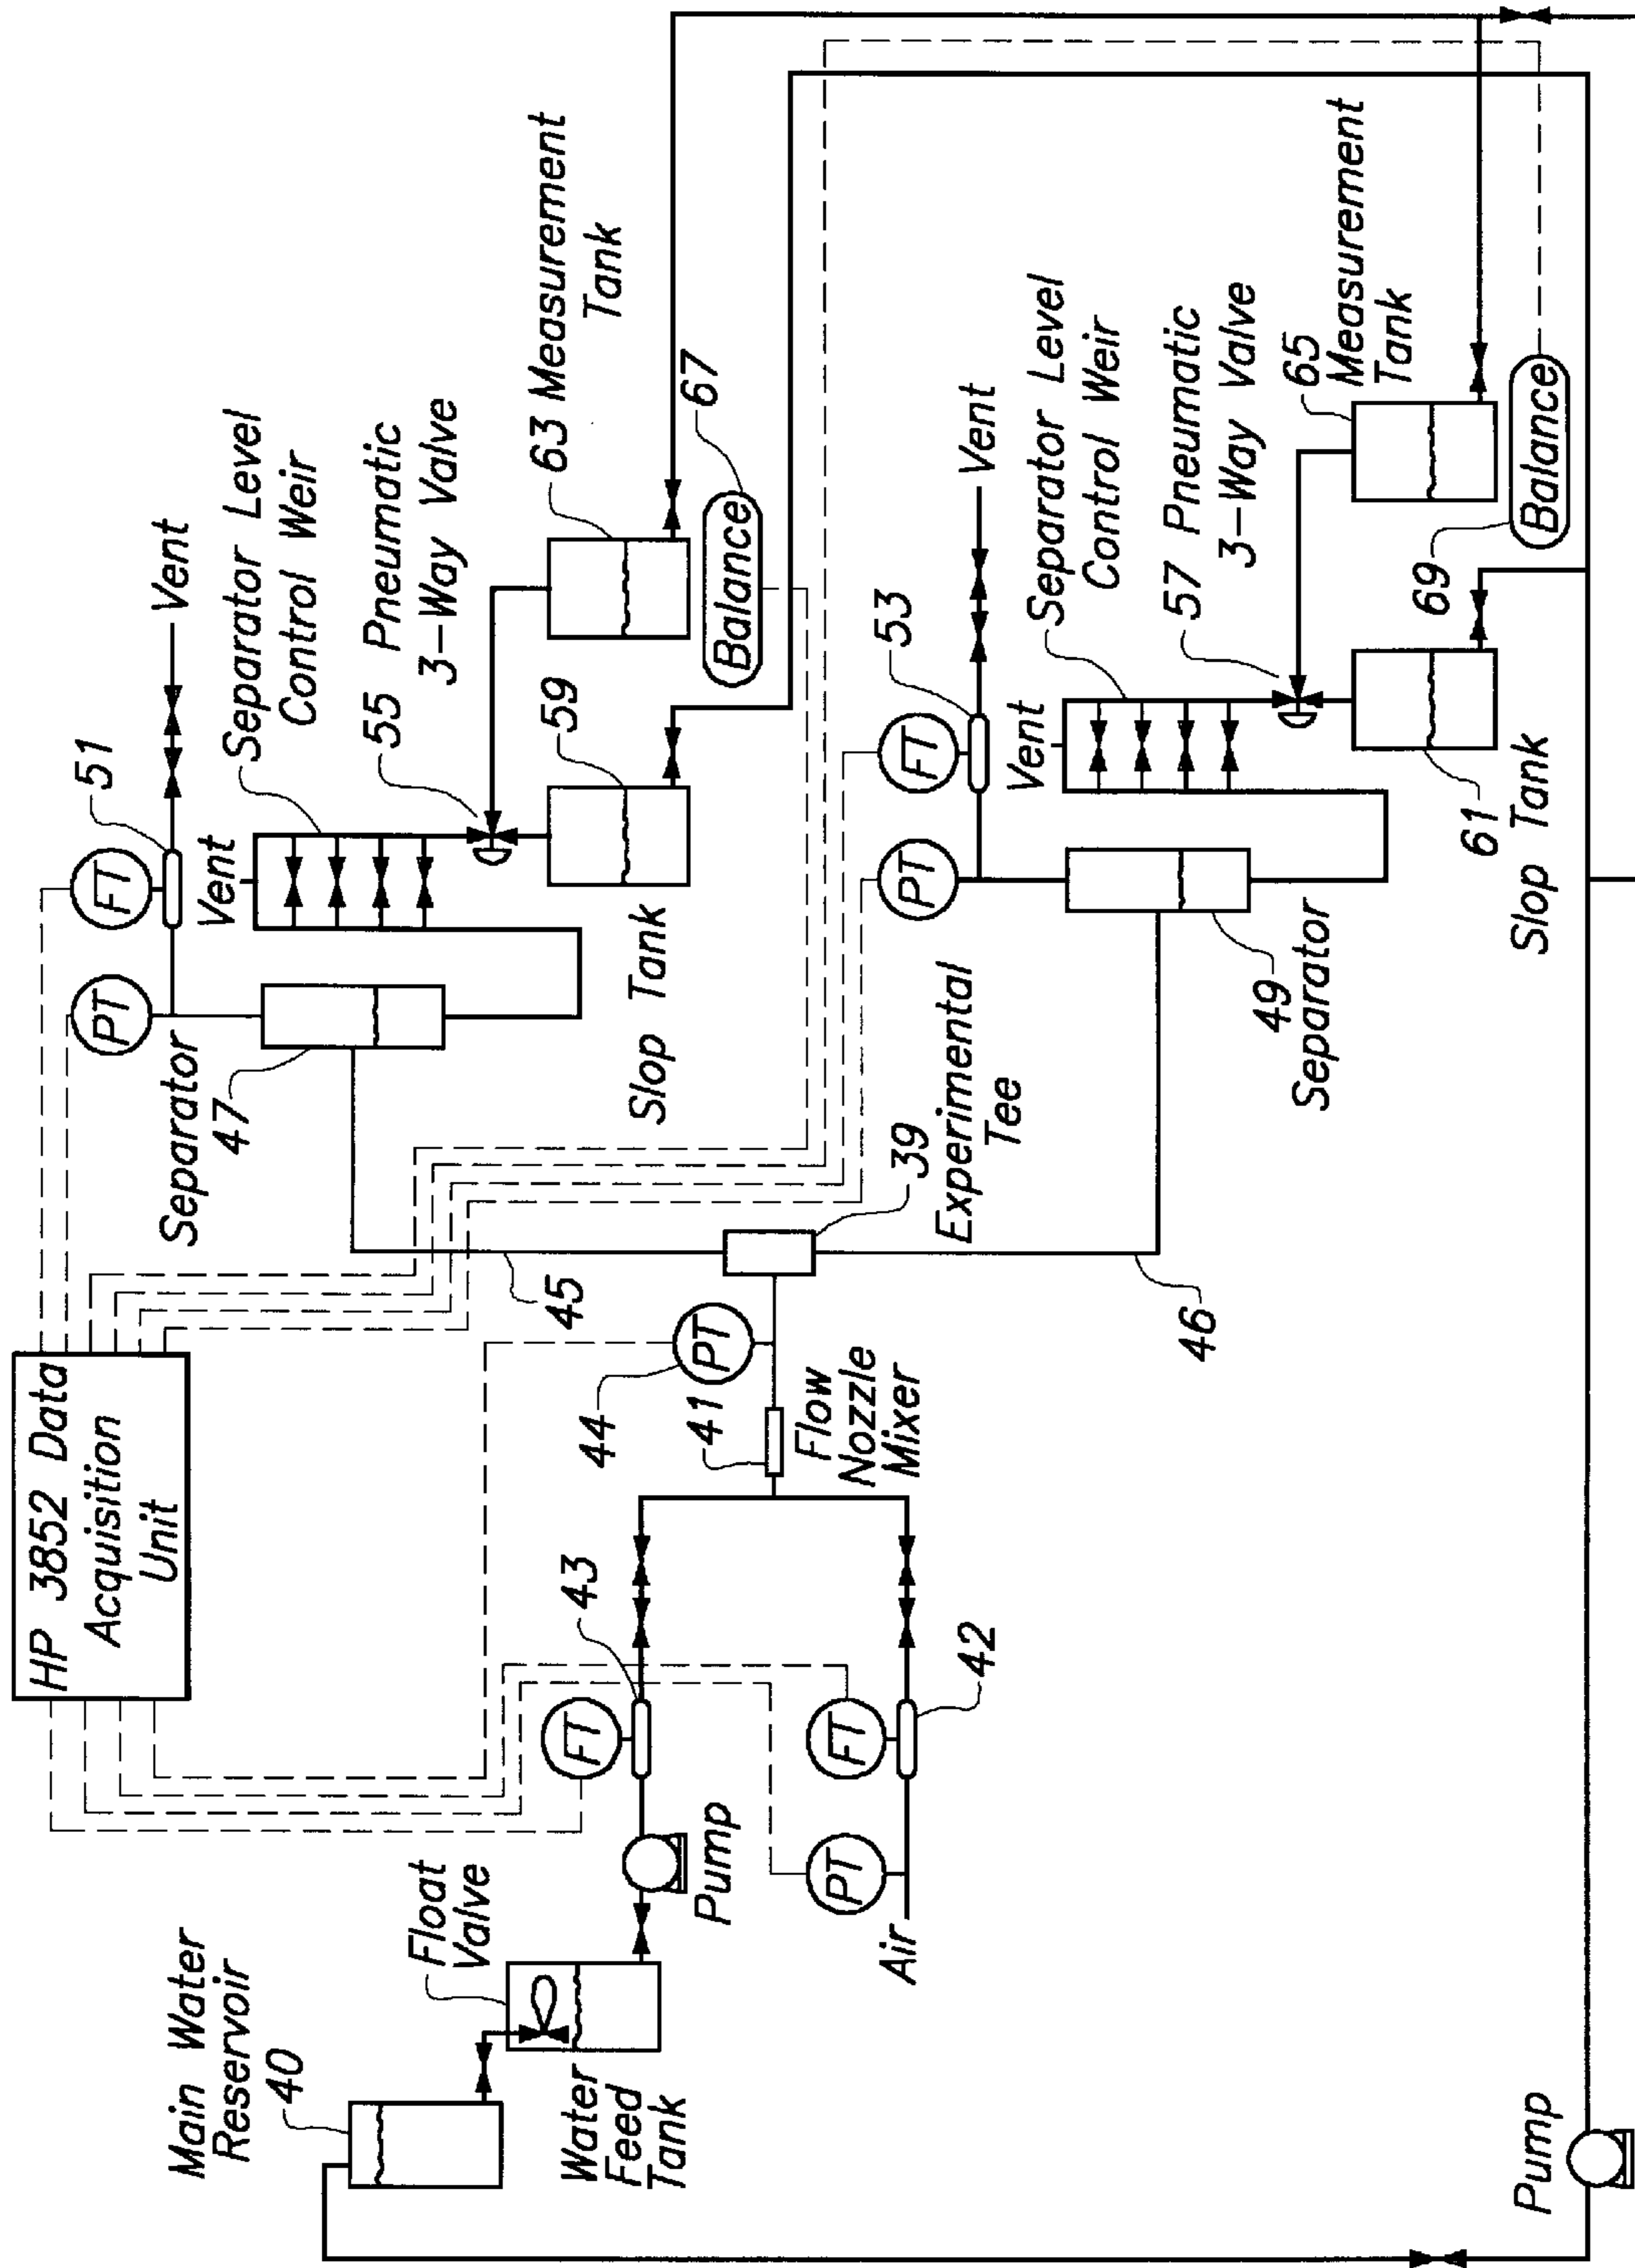 HP 3852 Data
Acquisition
Unit
Main Water
Reservoir
40
Float
Valve
Water
Feed
Tank
Pump
FT
43
PT
Air
FT
42
44
PT
41
Flow
Nozzle
Mixer
45
39
Experimental
Tee
46
Separator
47
PT
FT
51
Vent
Vent
Separator Level
Control Weir
55 Pneumatic
3-Way Valve
59
Slop Tank
63 Measurement
Tank
67
Balance
49
Separator
PT
FT
53
Vent
Vent
Separator Level
Control Weir
57 Pneumatic
3-Way Valve
61
Slop Tank
65
Measurement
Tank
69
Balance
Pump